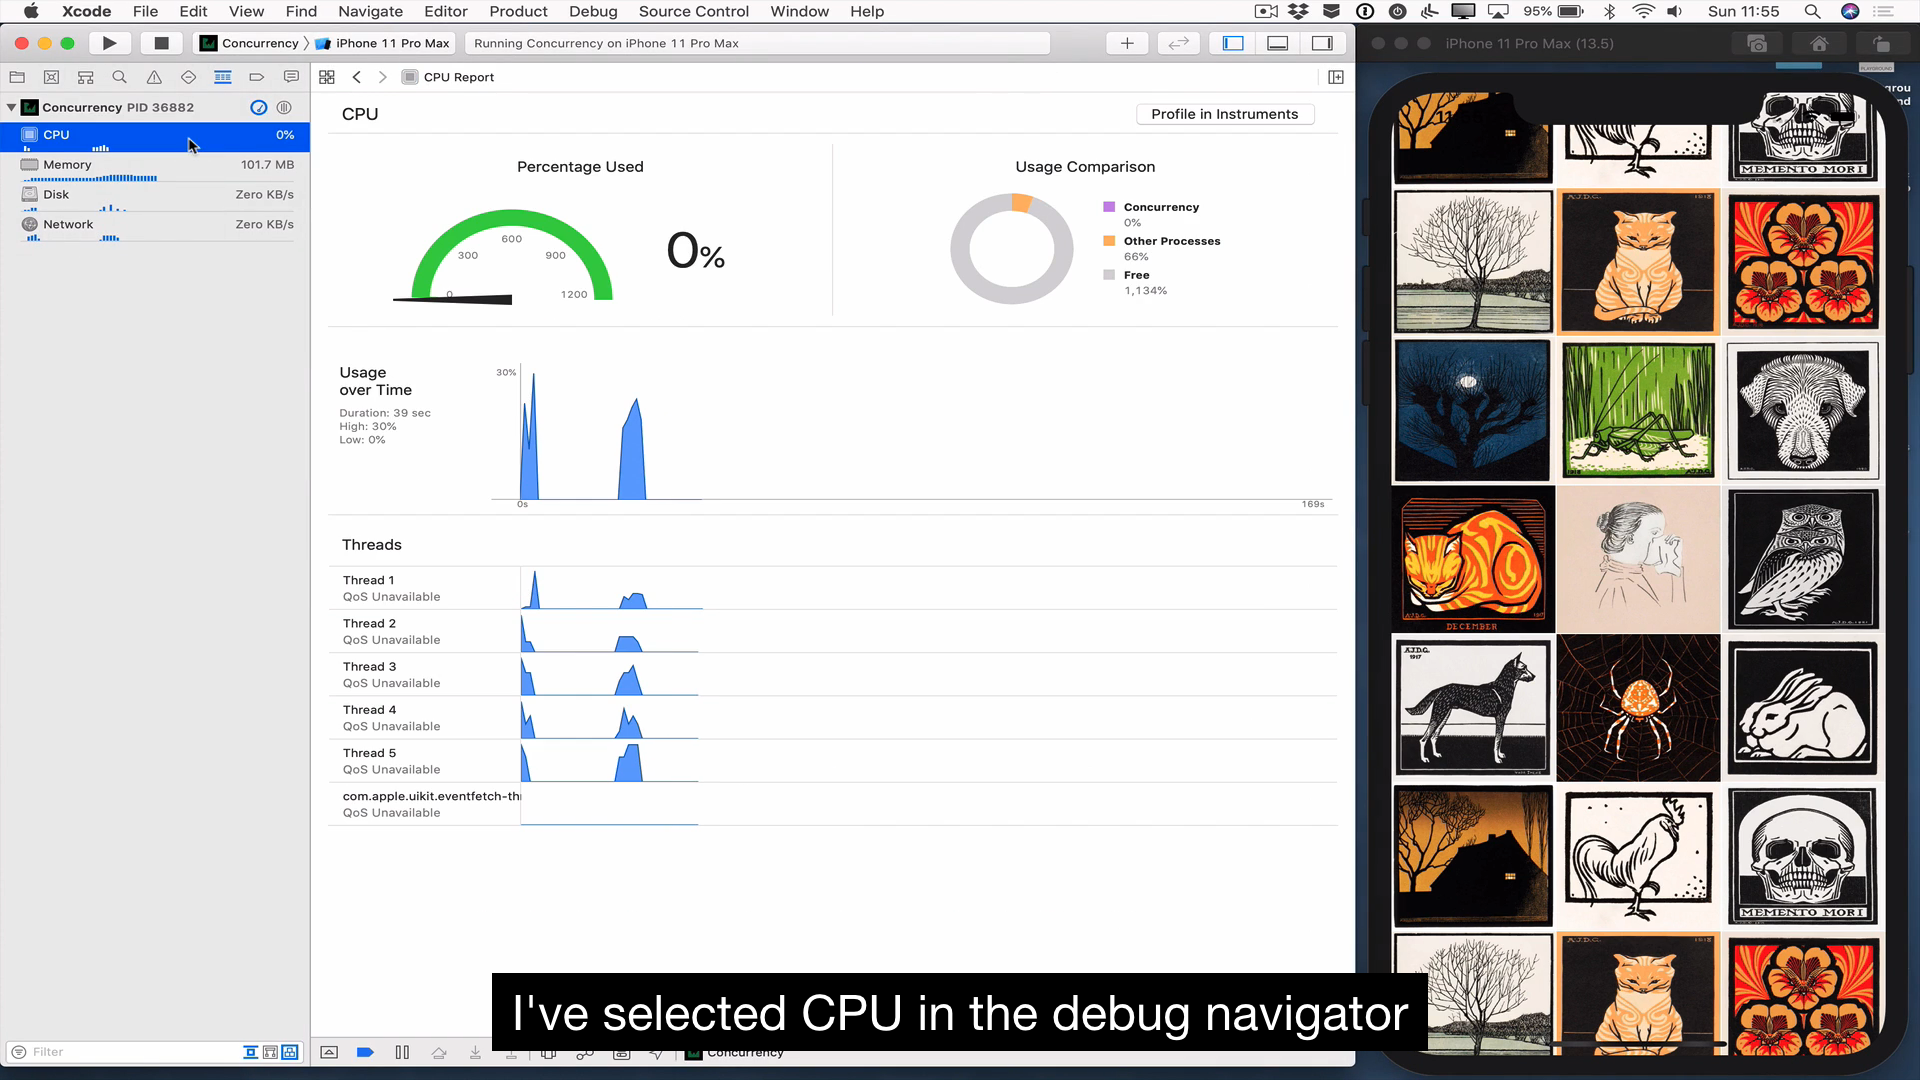 Xcode File Edit View Find Navigate Editor Product Debug Source Control Window Help
95% Sun 11:55
Concurrency iPhone 11 Pro Max
Running Concurrency on iPhone 11 Pro Max
iPhone 11 Pro Max (13.5)
CPU Report
Concurrency PID 36882
CPU 0%
Memory 101.7 MB
Disk Zero KB/s
Network Zero KB/s
CPU
Profile in Instruments
Percentage Used
0
300
600
900
1200
0%
Usage Comparison
Concurrency
0%
Other Processes
66%
Free
1,134%
Usage
over Time
Duration: 39 sec
High: 30%
Low: 0%
30%
0s
169s
Threads
Thread 1
QoS Unavailable
Thread 2
QoS Unavailable
Thread 3
QoS Unavailable
Thread 4
QoS Unavailable
Thread 5
QoS Unavailable
com.apple.uikit.eventfetch-thr
QoS Unavailable
Filter
Concurrency
MEMENTO MORI
DECEMBER
A.J.D.G.
1917
MEMENTO MORI
I've selected CPU in the debug navigator